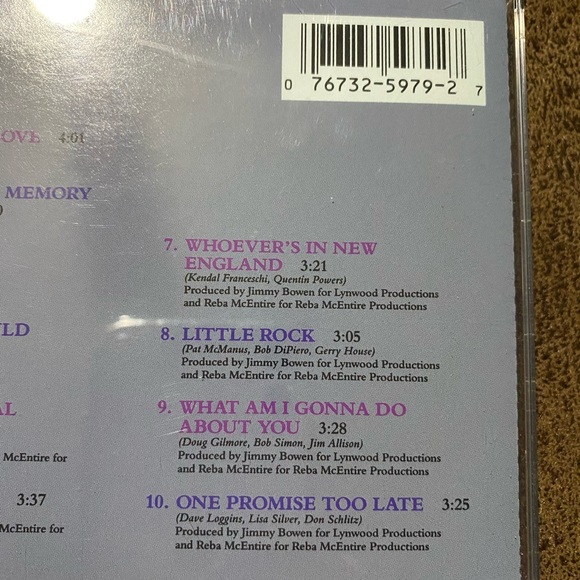 0 76732-5979-2 7
OVE 4:01
MEMORY
7. WHOEVER'S IN NEW
ENGLAND 3:21
(Kendal Franceschi, Quentin Powers)
Produced by Jimmy Bowen for Lynwood Productions
and Reba McEntire for Reba McEntire Productions
ULD
8. LITTLE ROCK 3:05
(Pat McManus, Bob DiPiero, Gerry House)
Produced by Jimmy Bowen for Lynwood Productions
and Reba McEntire for Reba McEntire Productions
AL
McEntire for
9. WHAT AM I GONNA DO
ABOUT YOU 3:28
(Doug Gilmore, Bob Simon, Jim Allison)
Produced by Jimmy Bowen for Lynwood Productions
and Reba McEntire for Reba McEntire Productions
3:37
McEntire for
10. ONE PROMISE TOO LATE 3:25
(Dave Loggins, Lisa Silver, Don Schlitz)
Produced by Jimmy Bowen for Lynwood Productions
and Reba McEntire for Reba McEntire Productions